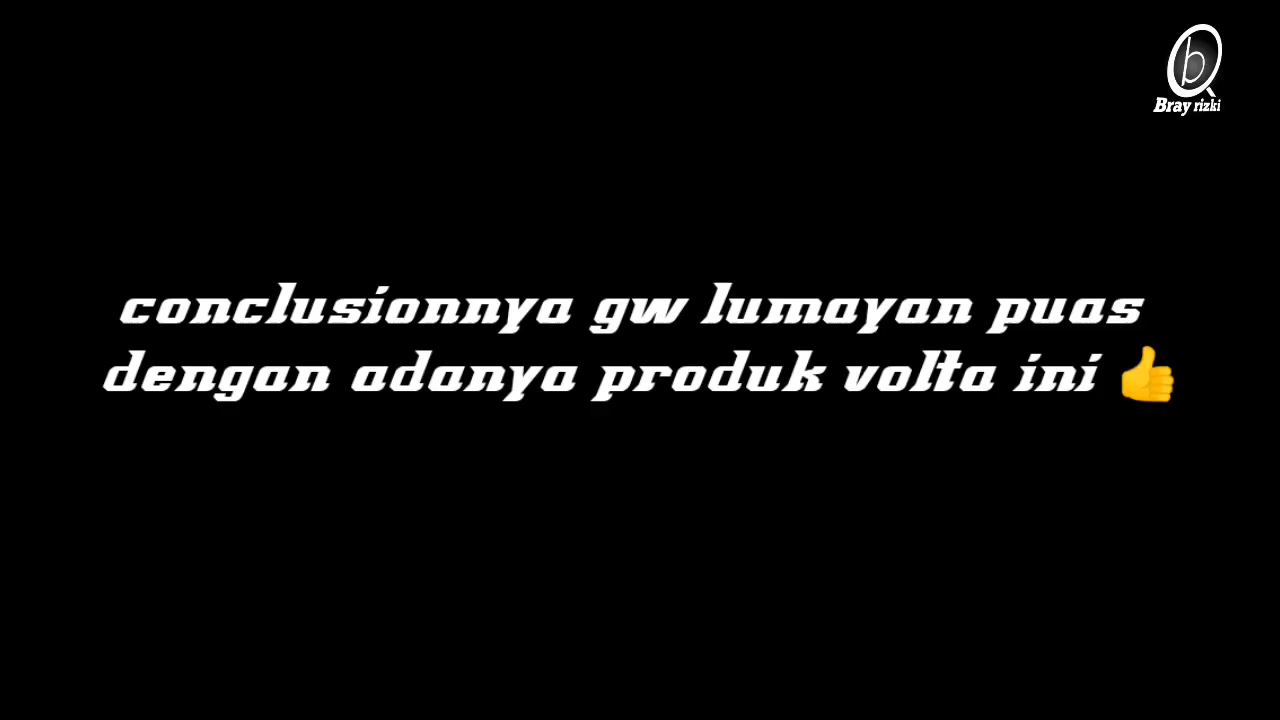 Bray rizki
conclusionnya gw lumayan puas
dengan adanya produk volta ini 👍